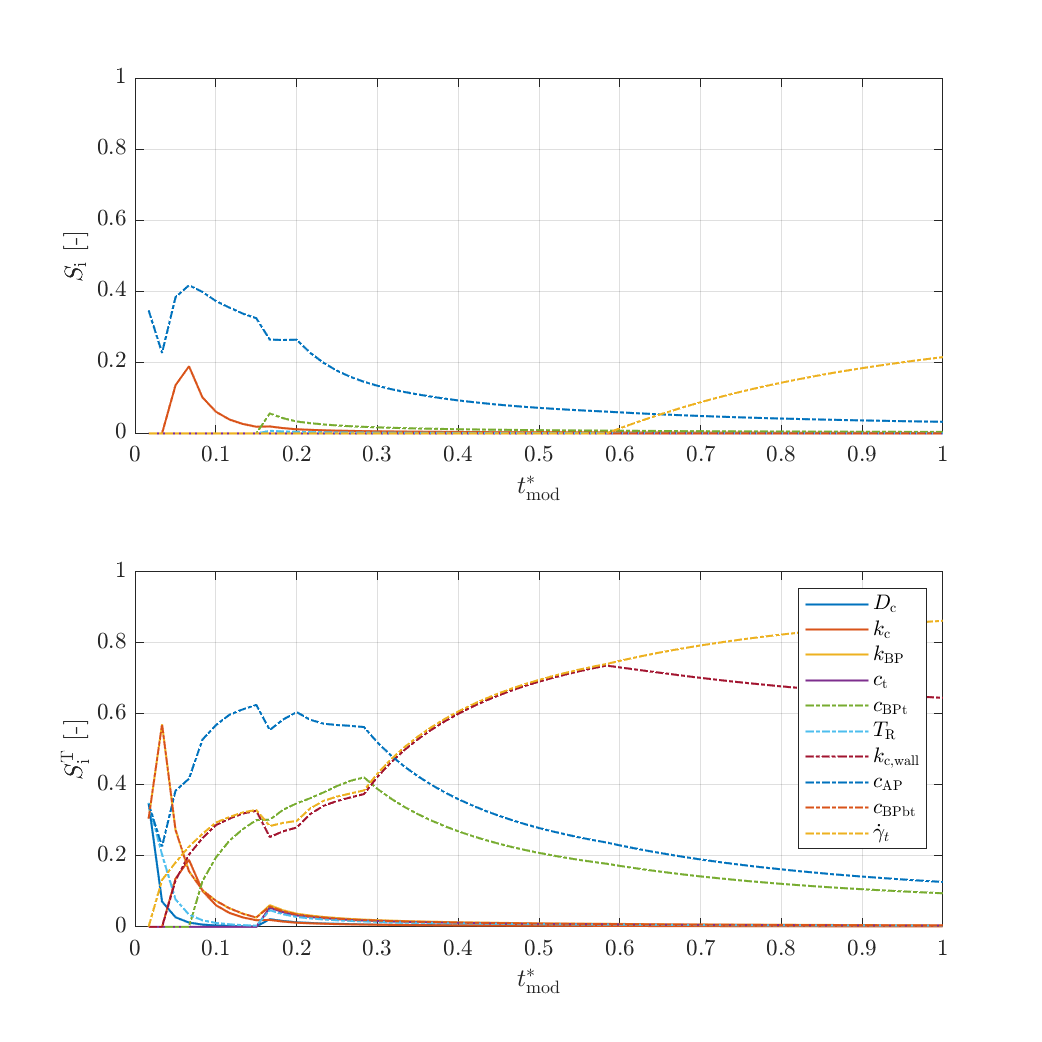 1
0.8
0.6
0.4
0.2
0
S_i [-]
0 0.1 0.2 0.3 0.4 0.5 0.6 0.7 0.8 0.9 1
t*_mod
1
0.8
0.6
0.4
0.2
0
S_i^T [-]
D_c
k_c
k_BP
c_t
c_BPt
T_R
k_c,wall
c_AP
c_BPbt
γ̇_t
0 0.1 0.2 0.3 0.4 0.5 0.6 0.7 0.8 0.9 1
t*_mod